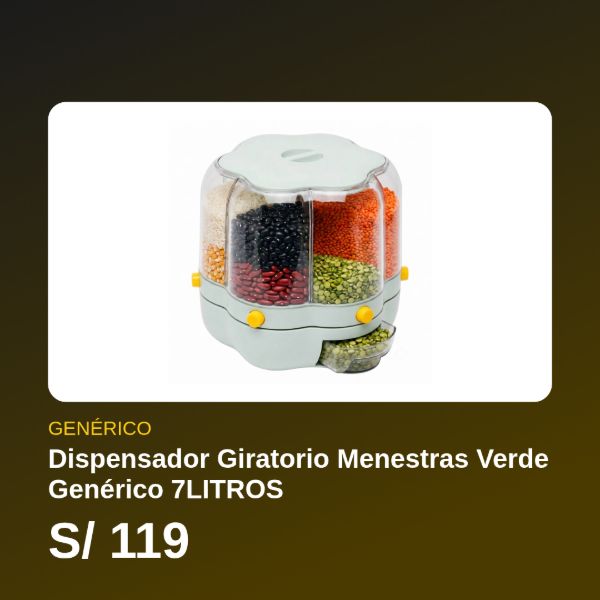 GENÉRICO
Dispensador Giratorio Menestras Verde
Genérico 7LITROS
S/ 119